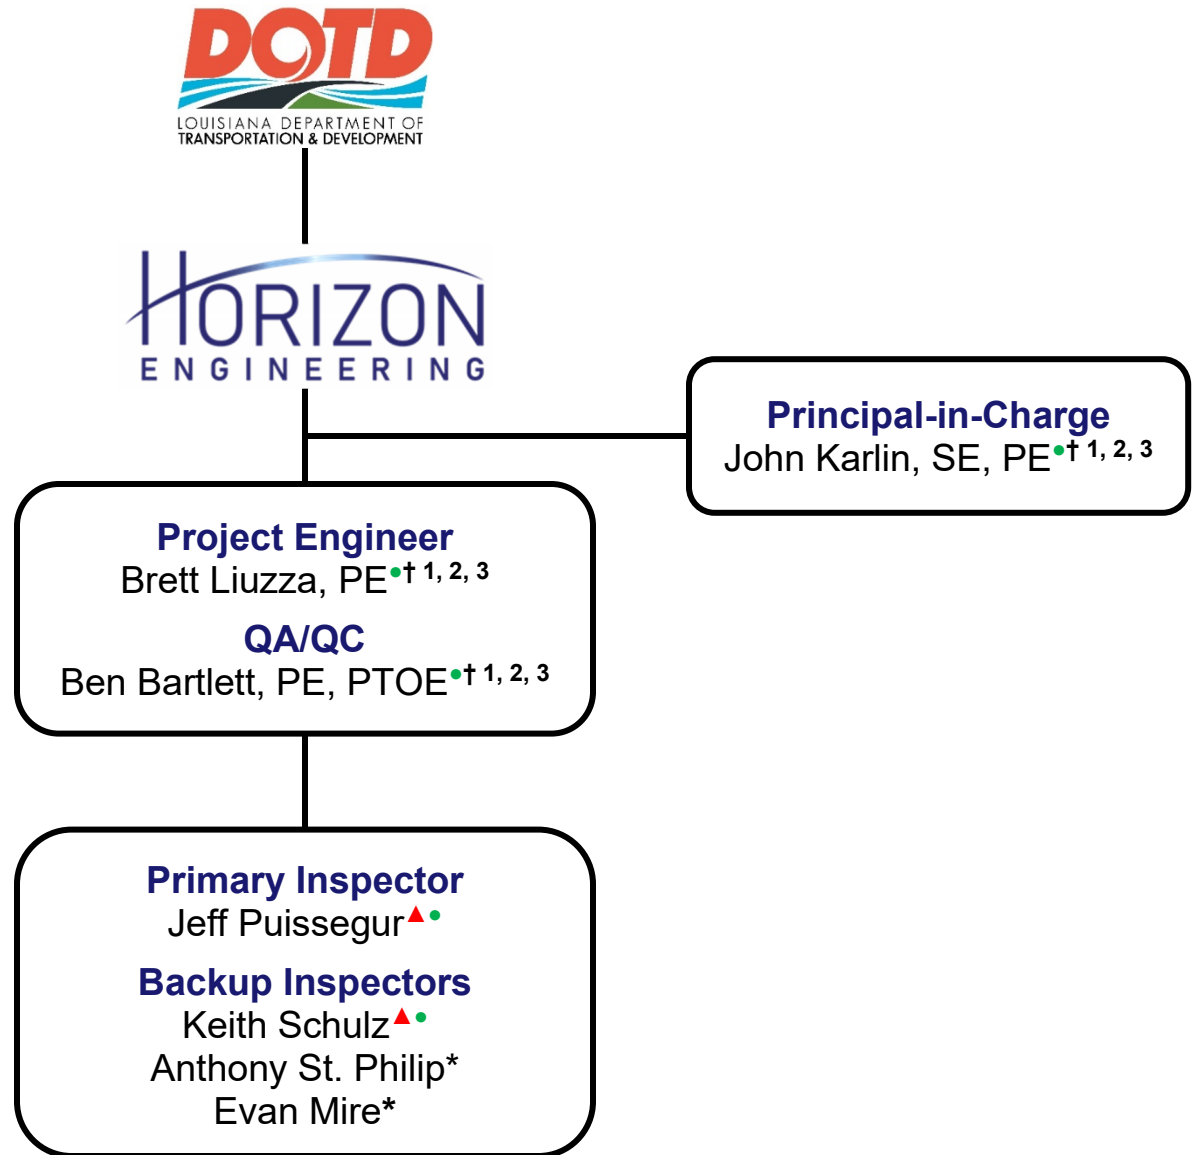 DOTD
LOUISIANA DEPARTMENT OF
TRANSPORTATION & DEVELOPMENT
HORIZON
ENGINEERING
Principal-in-Charge
John Karlin, SE, PE•† 1, 2, 3
Project Engineer
Brett Liuzza, PE•† 1, 2, 3
QA/QC
Ben Bartlett, PE, PTOE•† 1, 2, 3
Primary Inspector
Jeff Puissegur▲•
Backup Inspectors
Keith Schulz▲•
Anthony St. Philip*
Evan Mire*